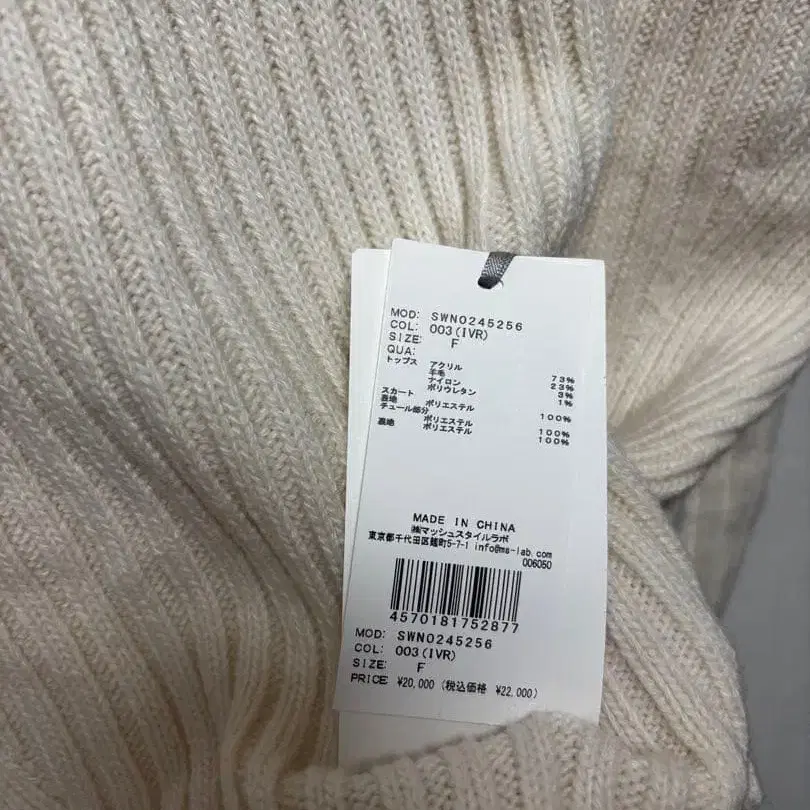 MOD: SWNO245256
COL: 003(IVR)
SIZE: F
QUA:
トップス アクリル 73%
羊毛 23%
ナイロン 3%
ポリウレタン 1%
スカート
表地 ポリエステル 100%
チュール部分
ポリエステル 100%
裏地 ポリエステル 100%
MADE IN CHINA
㈱マッシュスタイルラボ
東京都千代田区麹町5-7-1 info@ms-lab.com
006050
4570181752877
MOD: SWNO245256
COL: 003(IVR)
SIZE: F
PRICE ¥20,000 (税込価格 ¥22,000)